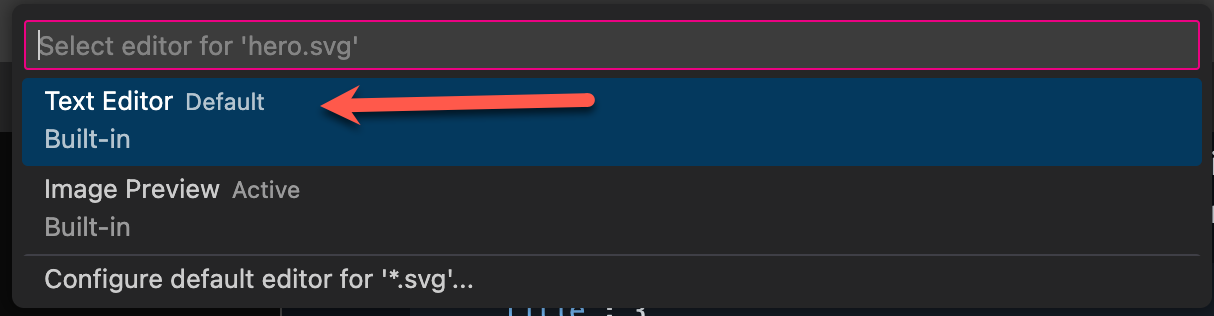 Select editor for 'hero.svg'
Text Editor Default
Built-in
Image Preview Active
Built-in
Configure default editor for '*.svg'...